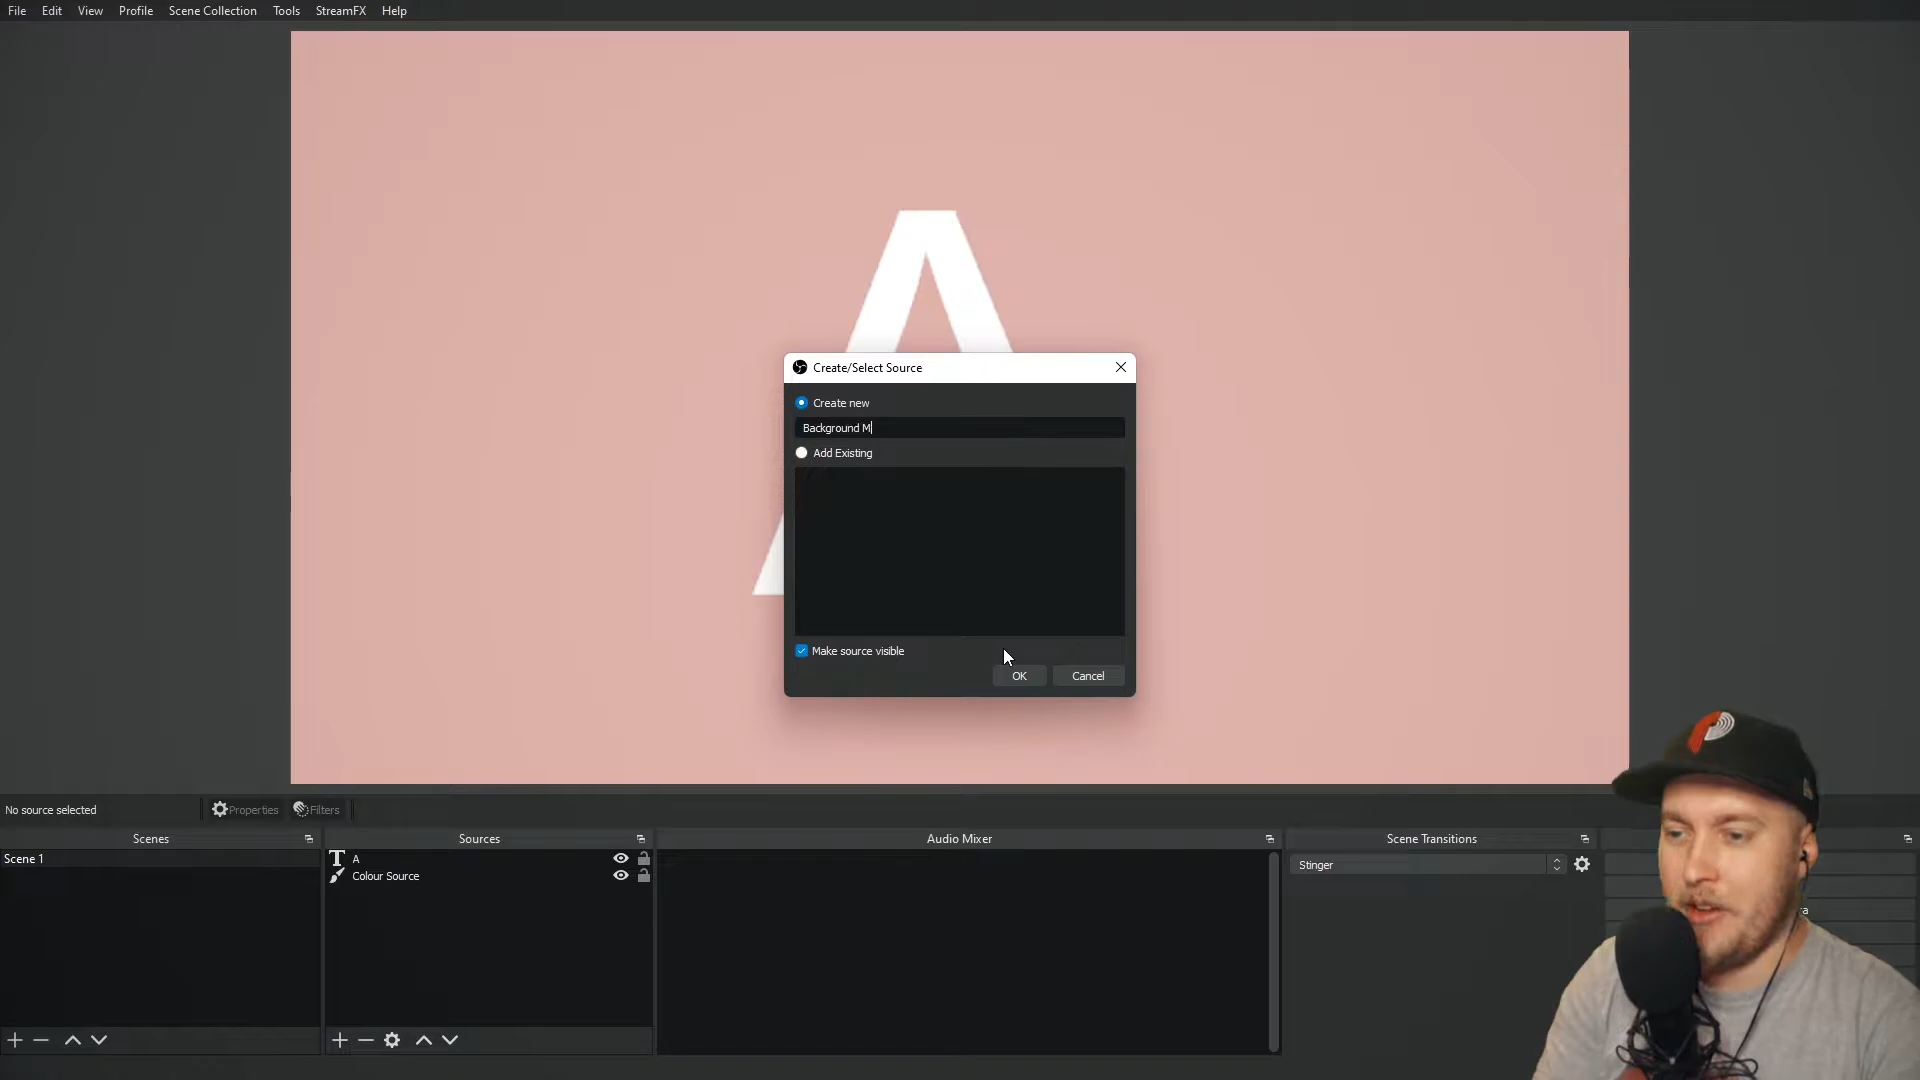 File Edit View Profile Scene Collection Tools StreamFX Help
A
Create/Select Source
Create new
Background M
Add Existing
Make source visible
OK Cancel
No source selected Properties Filters
Scenes Sources Audio Mixer Scene Transitions
Scene 1
A
Colour Source
Stinger
ra